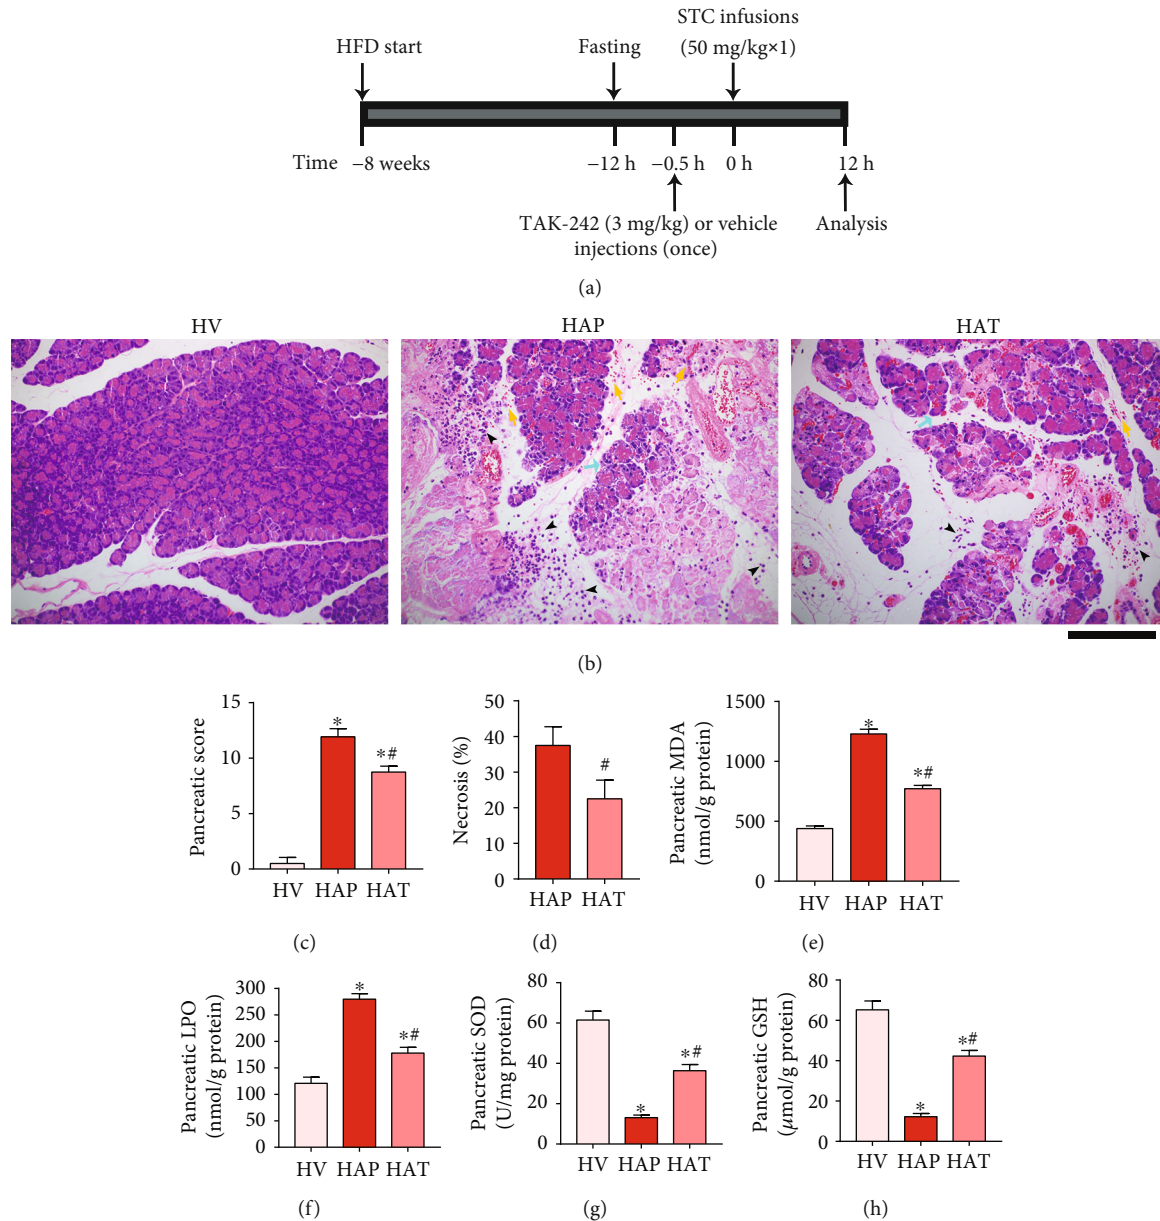 STC infusions
HFD start
Fasting
(50 mg/kg×1)
Time
−8 weeks
−12 h
−0.5 h
0 h
12 h
TAK-242 (3 mg/kg) or vehicle
injections (once)
Analysis
(a)
HV
HAP
HAT
(b)
Pancreatic score
15
10
5
0
*
*#
HV
HAP
HAT
(c)
Necrosis (%)
50
40
30
20
10
0
#
HAP
HAT
(d)
Pancreatic MDA
(nmol/g protein)
1500
1000
500
0
*
*#
HV
HAP
HAT
(e)
Pancreatic LPO
(nmol/g protein)
300
250
200
150
100
50
0
*
*#
HV
HAP
HAT
(f)
Pancreatic SOD
(U/mg protein)
80
60
40
20
0
*
*#
HV
HAP
HAT
(g)
Pancreatic GSH
(μmol/g protein)
80
60
40
20
0
*
*#
HV
HAP
HAT
(h)